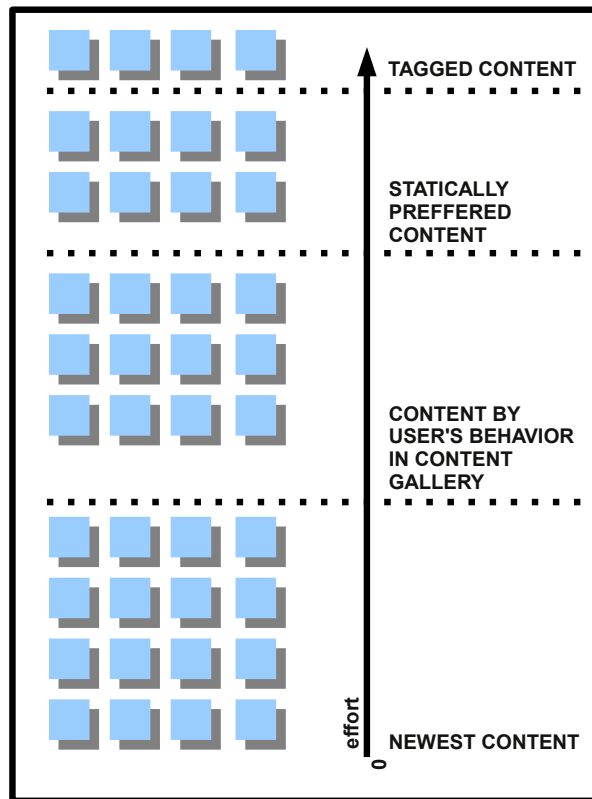 TAGGED CONTENT
STATICALLY
PREFFERED
CONTENT
CONTENT BY
USER'S BEHAVIOR
IN CONTENT
GALLERY
effort
NEWEST CONTENT
0